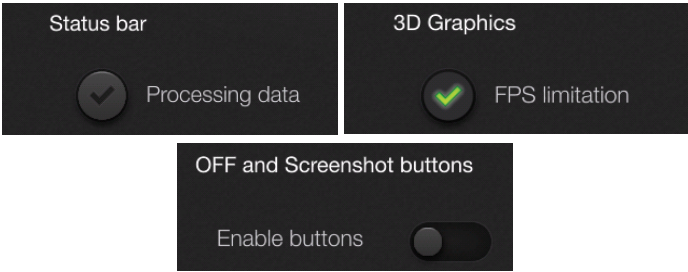 Status bar
Processing data
3D Graphics
FPS limitation
OFF and Screenshot buttons
Enable buttons